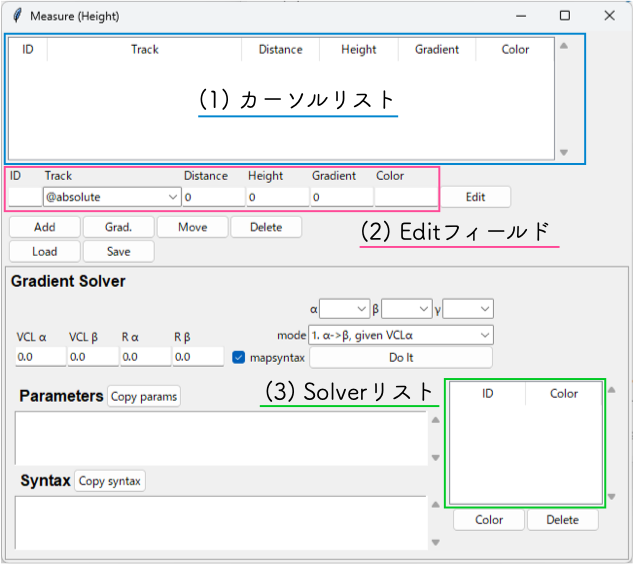 Measure (Height)
ID Track Distance Height Gradient Color
(1) カーソルリスト
ID Track Distance Height Gradient Color
@absolute 0 0 0 Edit
Add Grad. Move Delete
(2) Editフィールド
Load Save
Gradient Solver
α β γ
VCL α VCL β R α R β mode 1. α->β, given VCLα
0.0 0.0 0.0 0.0 mapsyntax Do It
(3) Solverリスト
Parameters Copy params
ID Color
Syntax Copy syntax
Color Delete